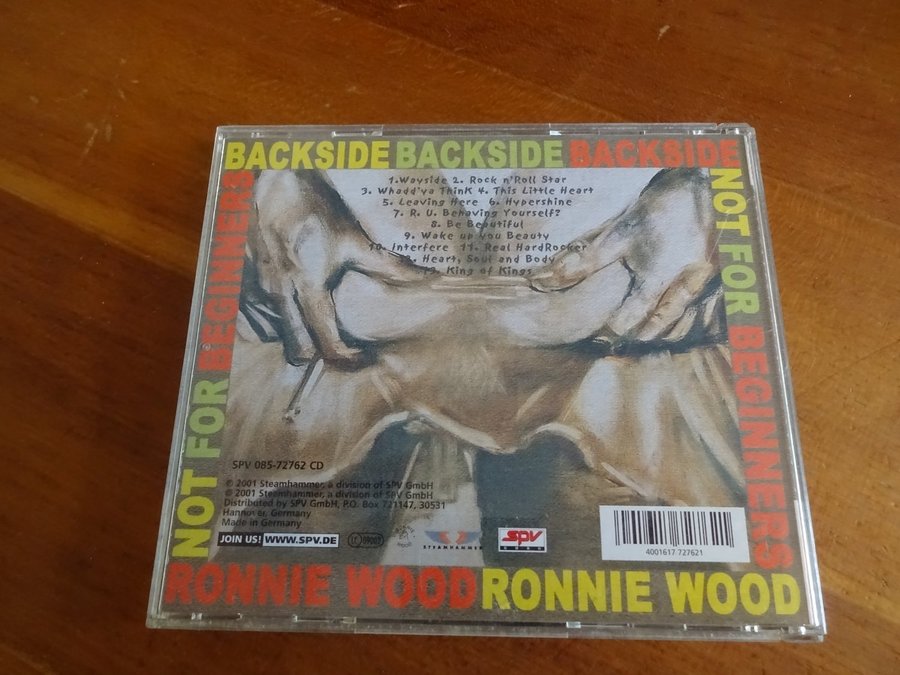 BACKSIDE BACKSIDE BACKSIDE
NOT FOR BEGINNERS
NOT FOR BEGINNERS
1.Wayside 2. Rock n'Roll Star
3. Whadd'ya ThinK 4. This Little Heart
5. Leaving Here 6. Hypershine
7. R. U. Behaving Yourself?
8. Be Beautiful
9. Wake up you Beauty
10. Interfere 11. Real HardRocker
12. Heart, Soul and Body
13. King of Kings
SPV 085-72762 CD
℗ 2001 Steamhammer, a division of SPV GmbH
© 2001 Steamhammer, a division of SPV GmbH
Distributed by SPV GmbH, P.O. Box 721147, 30531
Hannover, Germany
Made in Germany
JOIN US! WWW.SPV.DE
LC
STEAMHAMMER
SPV
4001617 727621
RONNIE WOOD RONNIE WOOD